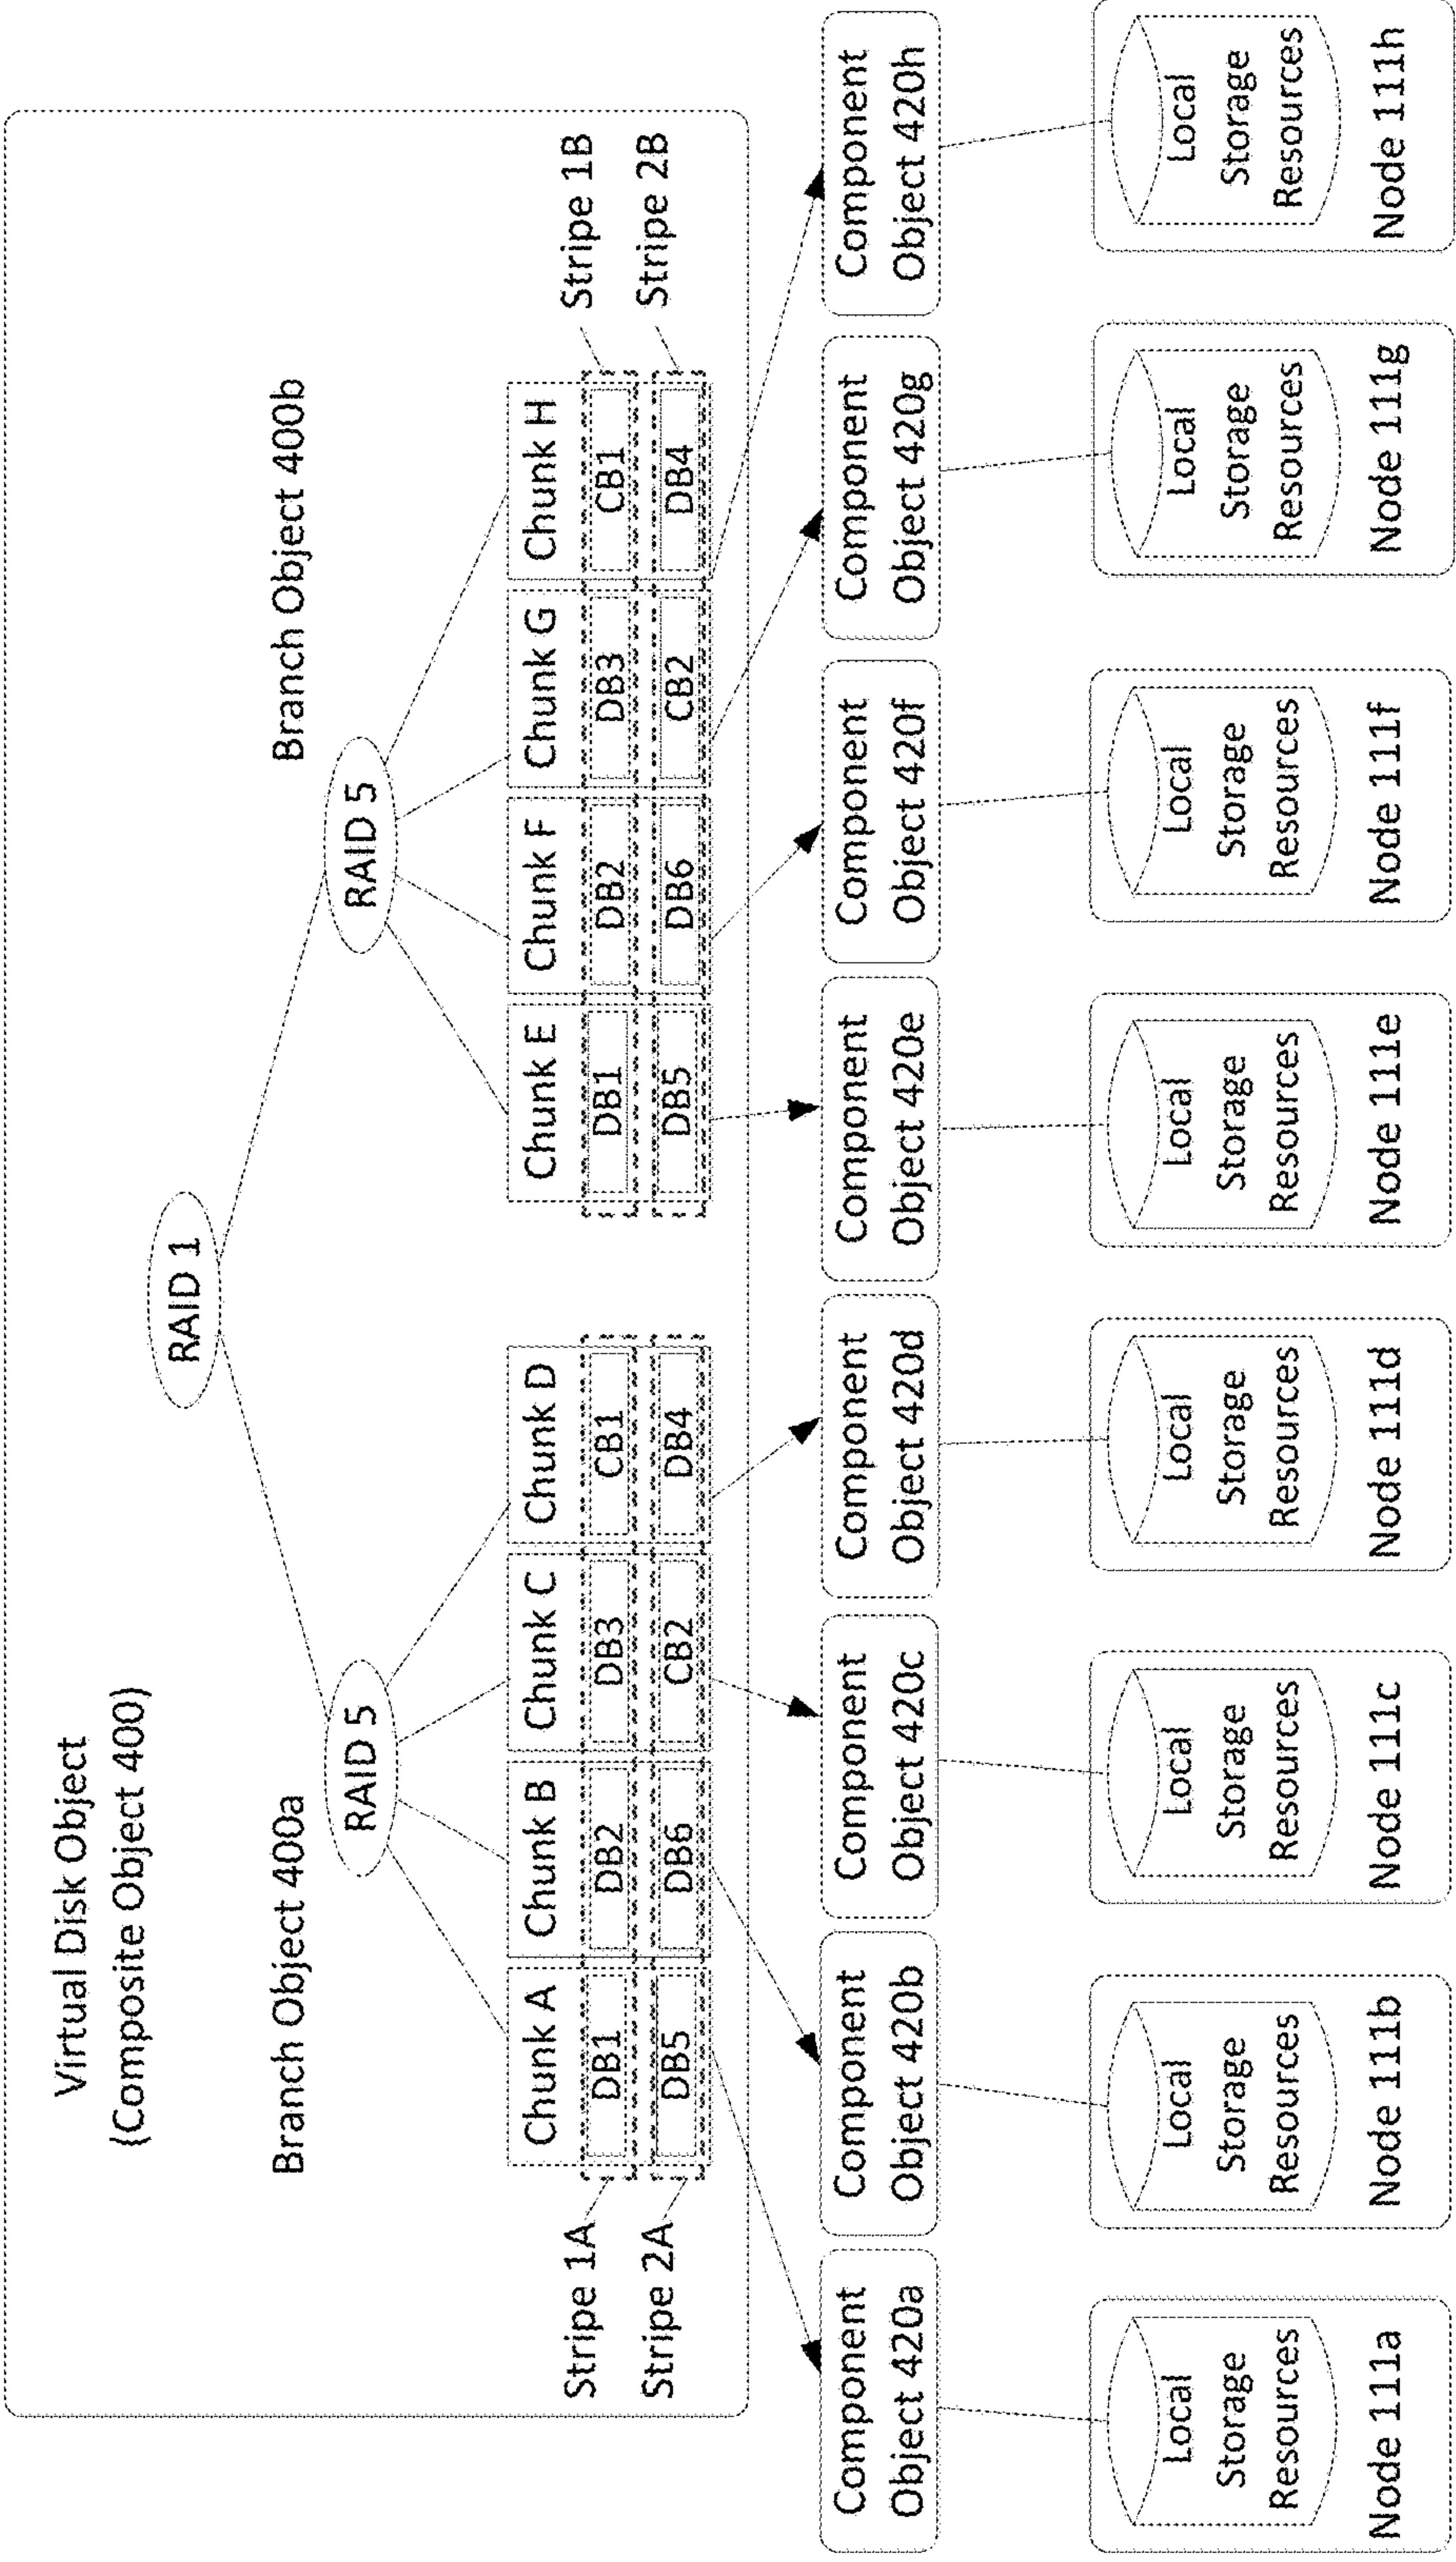 Virtual Disk Object
(Composite Object 400)
RAID 1
Branch Object 400a
Branch Object 400b
RAID 5
RAID 5
Chunk A
Chunk B
Chunk C
Chunk D
Chunk E
Chunk F
Chunk G
Chunk H
Stripe 1A
DB1
DB2
DB3
CB1
DB1
DB2
DB3
CB1
Stripe 1B
Stripe 2A
DB5
DB6
CB2
DB4
DB5
DB6
CB2
DB4
Stripe 2B
Component
Object 420a
Component
Object 420b
Component
Object 420c
Component
Object 420d
Component
Object 420e
Component
Object 420f
Component
Object 420g
Component
Object 420h
Local
Storage
Resources
Node 111a
Local
Storage
Resources
Node 111b
Local
Storage
Resources
Node 111c
Local
Storage
Resources
Node 111d
Local
Storage
Resources
Node 111e
Local
Storage
Resources
Node 111f
Local
Storage
Resources
Node 111g
Local
Storage
Resources
Node 111h